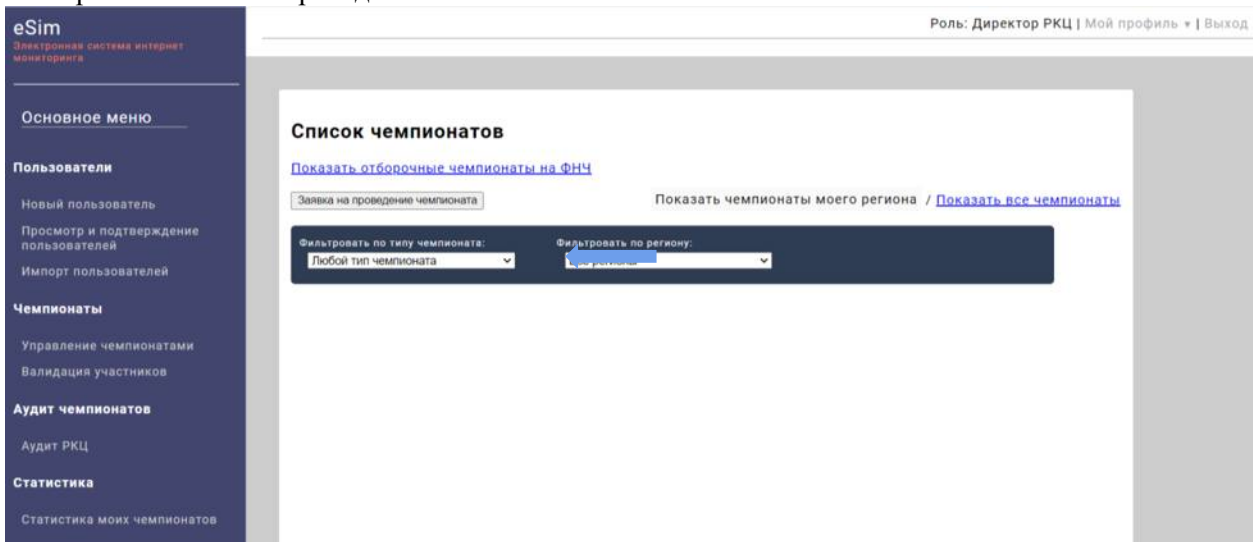 eSim
Электронная система интернет
мониторинга
Роль: Директор РКЦ | Мой профиль ▾ | Выход
Основное меню
Пользователи
Новый пользователь
Просмотр и подтверждение
пользователей
Импорт пользователей
Чемпионаты
Управление чемпионатами
Валидация участников
Аудит чемпионатов
Аудит РКЦ
Статистика
Статистика моих чемпионатов
Список чемпионатов
Показать отборочные чемпионаты на ФНЧ
Заявка на проведение чемпионата
Показать чемпионаты моего региона / Показать все чемпионаты
Фильтровать по типу чемпионата:
Фильтровать по региону:
Любой тип чемпионата